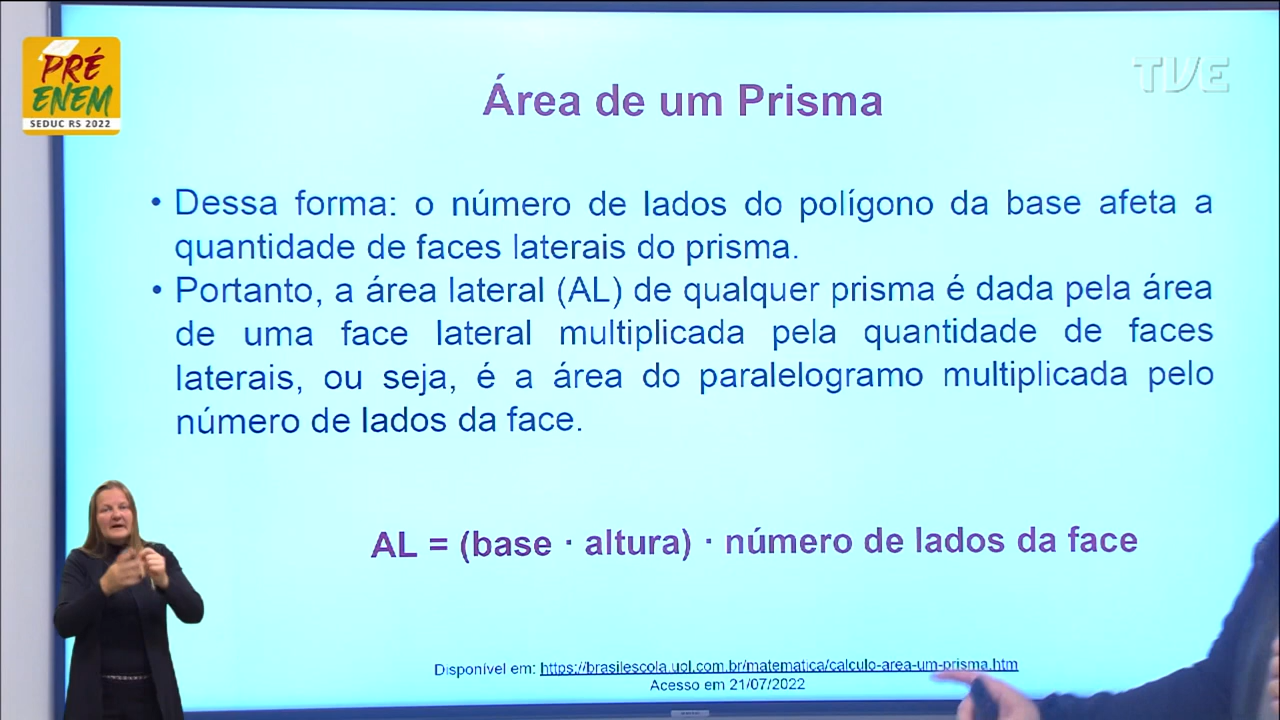 PRÉ
ENEM
SEDUC RS 2022
TVE
Área de um Prisma
• Dessa forma: o número de lados do polígono da base afeta a
quantidade de faces laterais do prisma.
• Portanto, a área lateral (AL) de qualquer prisma é dada pela área
de uma face lateral multiplicada pela quantidade de faces
laterais, ou seja, é a área do paralelogramo multiplicada pelo
número de lados da face.
AL = (base · altura) · número de lados da face
Disponível em: https://brasilescola.uol.com.br/matematica/calculo-area-um-prisma.htm
Acesso em 21/07/2022